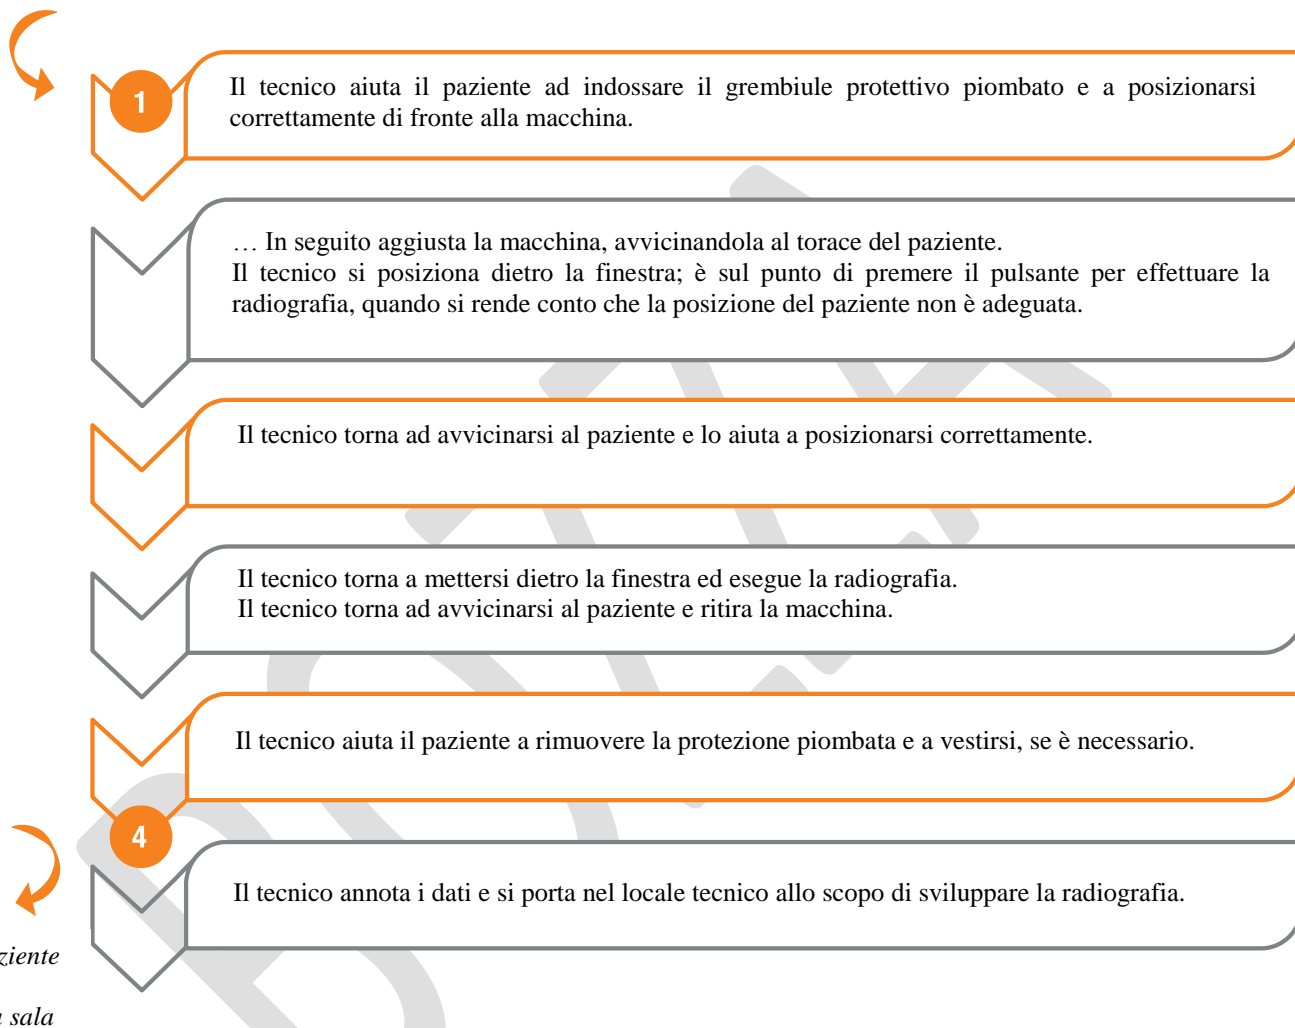 1
Il tecnico aiuta il paziente ad indossare il grembiule protettivo piombato e a posizionarsi
correttamente di fronte alla macchina.
… In seguito aggiusta la macchina, avvicinandola al torace del paziente.
Il tecnico si posiziona dietro la finestra; è sul punto di premere il pulsante per effettuare la
radiografia, quando si rende conto che la posizione del paziente non è adeguata.
Il tecnico torna ad avvicinarsi al paziente e lo aiuta a posizionarsi correttamente.
Il tecnico torna a mettersi dietro la finestra ed esegue la radiografia.
Il tecnico torna ad avvicinarsi al paziente e ritira la macchina.
Il tecnico aiuta il paziente a rimuovere la protezione piombata e a vestirsi, se è necessario.
4
Il tecnico annota i dati e si porta nel locale tecnico allo scopo di sviluppare la radiografia.
ziente
sala